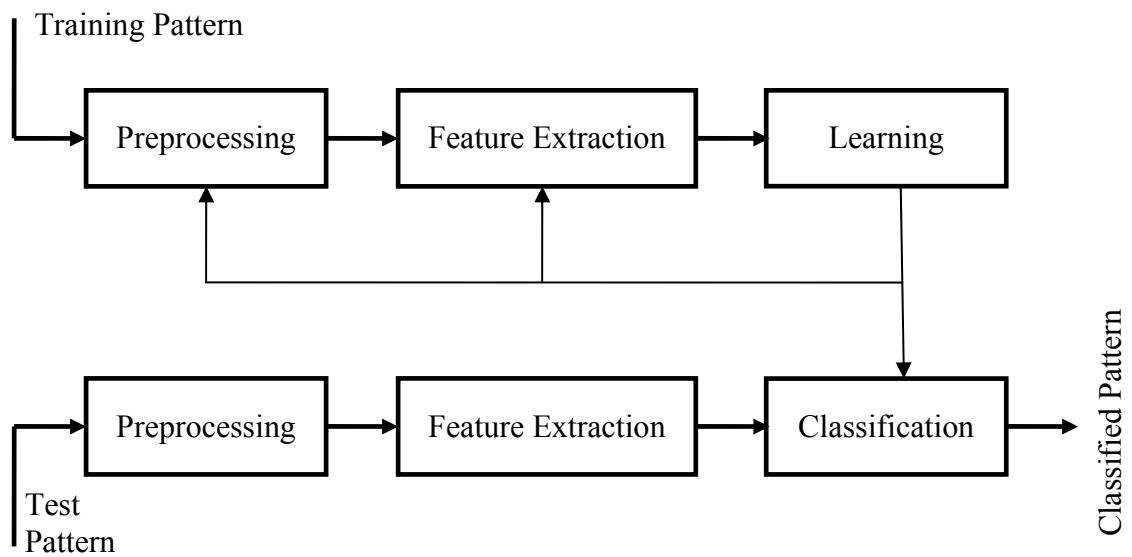 Training Pattern
Preprocessing
Feature Extraction
Learning
Preprocessing
Feature Extraction
Classification
Classified Pattern
Test
Pattern